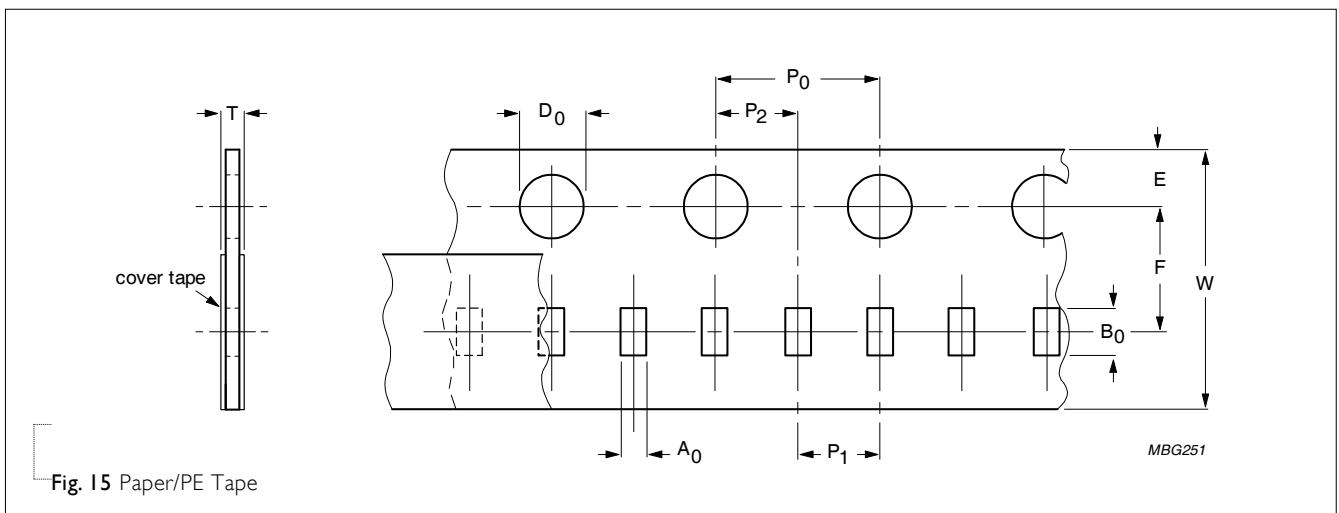 P0
T
D0
P2
E
F
W
cover tape
B0
A0
P1
MBG251
Fig. 15 Paper/PE Tape